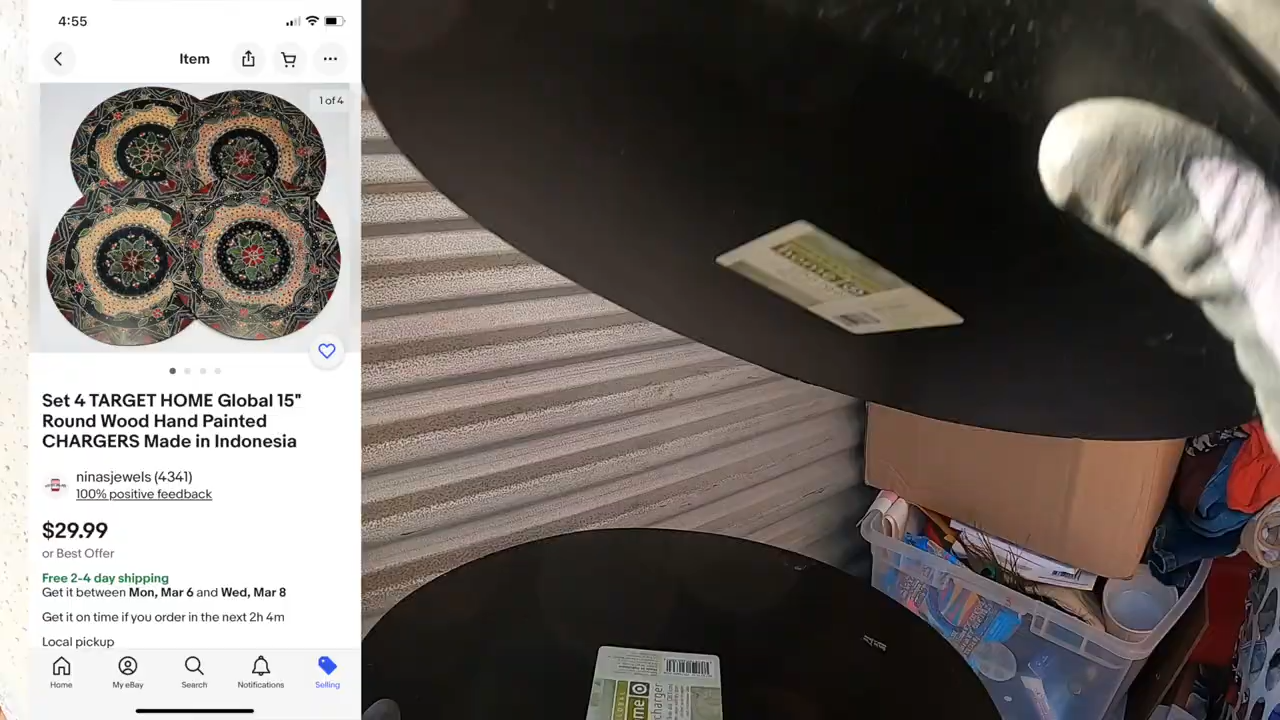 4:55
Item
1 of 4
Set 4 TARGET HOME Global 15"
Round Wood Hand Painted
CHARGERS Made in Indonesia
ninasjewels (4341)
100% positive feedback
$29.99
or Best Offer
Free 2-4 day shipping
Get it between Mon, Mar 6 and Wed, Mar 8
Get it on time if you order in the next 2h 4m
Local pickup
Home
My eBay
Search
Notifications
Selling
charger